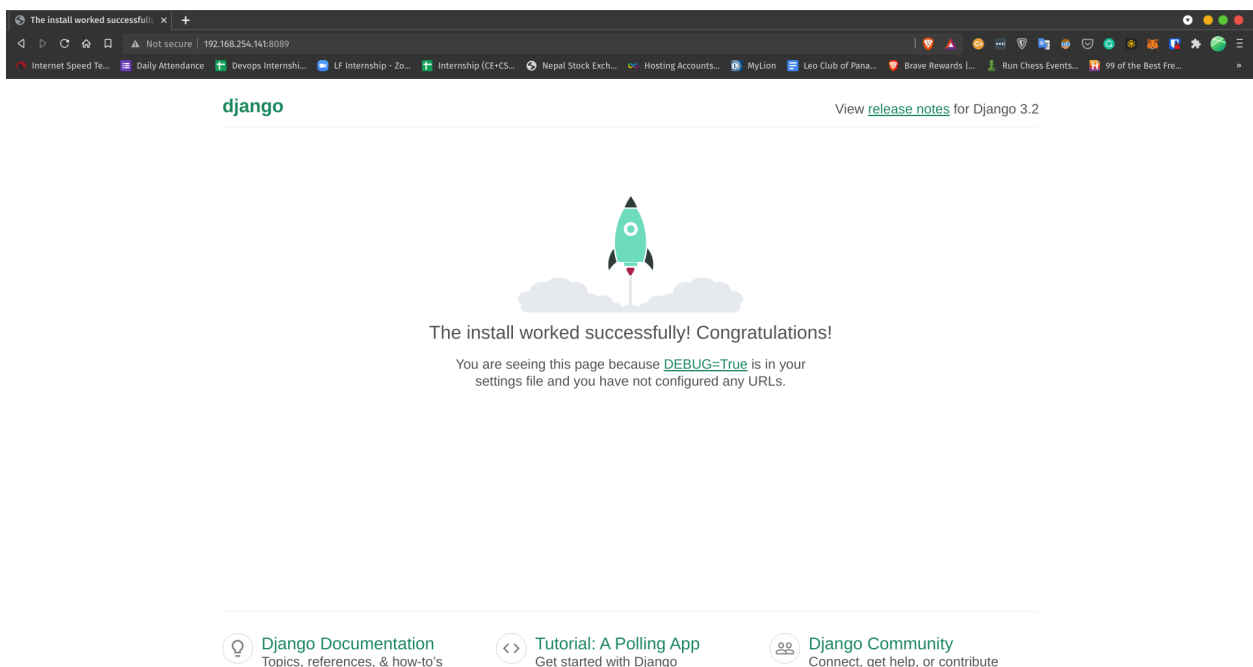 The install worked successfull
Not secure 192.168.254.141:8089
Internet Speed Te... Daily Attendance Devops Internshi... LF Internship - Zo... Internship (CE+CS... Nepal Stock Exch... Hosting Accounts... MyLion Leo Club of Pana... Brave Rewards |... Run Chess Events... 99 of the Best Fre... »
django View release notes for Django 3.2
The install worked successfully! Congratulations!
You are seeing this page because DEBUG=True is in your
settings file and you have not configured any URLs.
Django Documentation Tutorial: A Polling App Django Community
Topics, references, & how-to's Get started with Django Connect, get help, or contribute